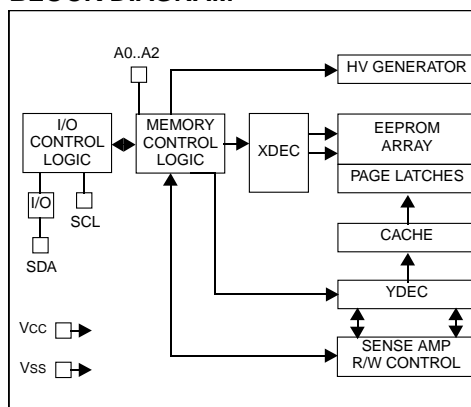 BLOCK DIAGRAM
A0..A2
HV GENERATOR
I/O
CONTROL
LOGIC
MEMORY
CONTROL
LOGIC
XDEC
EEPROM
ARRAY
PAGE LATCHES
I/O
SCL
SDA
CACHE
YDEC
VCC
VSS
SENSE AMP
R/W CONTROL